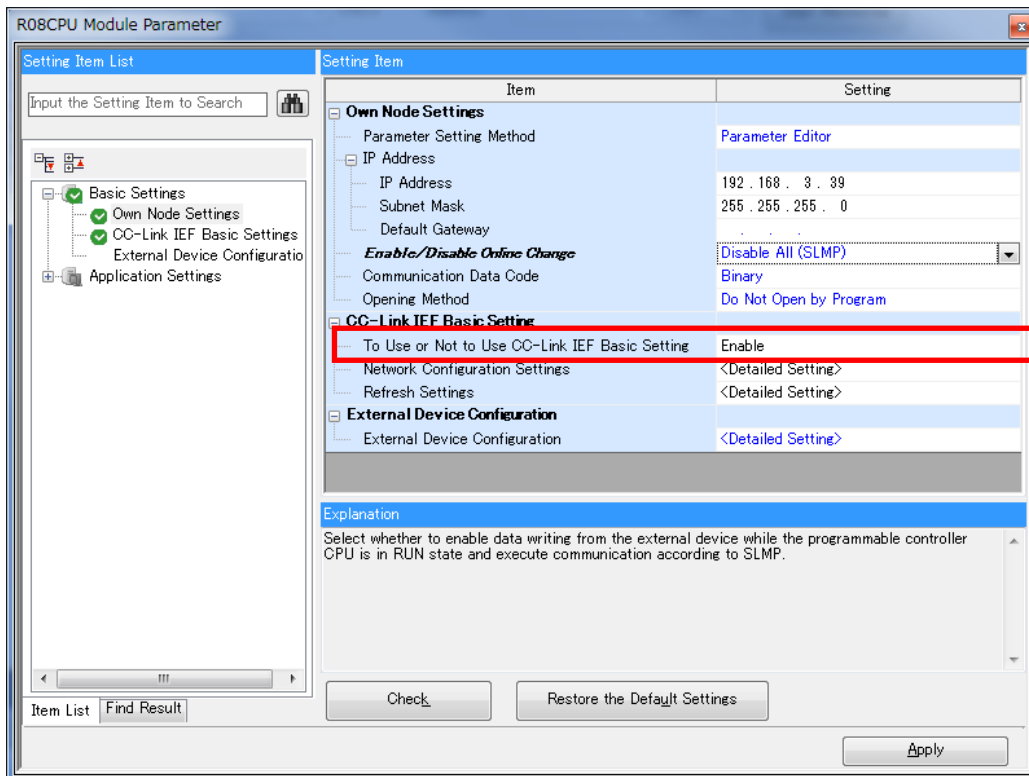 R08CPU Module Parameter
x
Setting Item List
Input the Setting Item to Search
Basic Settings
Own Node Settings
CC-Link IEF Basic Settings
External Device Configuratio
Application Settings
Item List
Find Result
Setting Item
Item Setting
Own Node Settings
Parameter Setting Method Parameter Editor
IP Address
IP Address 192 . 168 . 3 . 39
Subnet Mask 255 . 255 . 255 . 0
Default Gateway . . .
Enable/Disable Online Change Disable All (SLMP)
Communication Data Code Binary
Opening Method Do Not Open by Program
CC-Link IEF Basic Setting
To Use or Not to Use CC-Link IEF Basic Setting Enable
Network Configuration Settings <Detailed Setting>
Refresh Settings <Detailed Setting>
External Device Configuration
External Device Configuration <Detailed Setting>
Explanation
Select whether to enable data writing from the external device while the programmable controller
CPU is in RUN state and execute communication according to SLMP.
Check
Restore the Default Settings
Apply